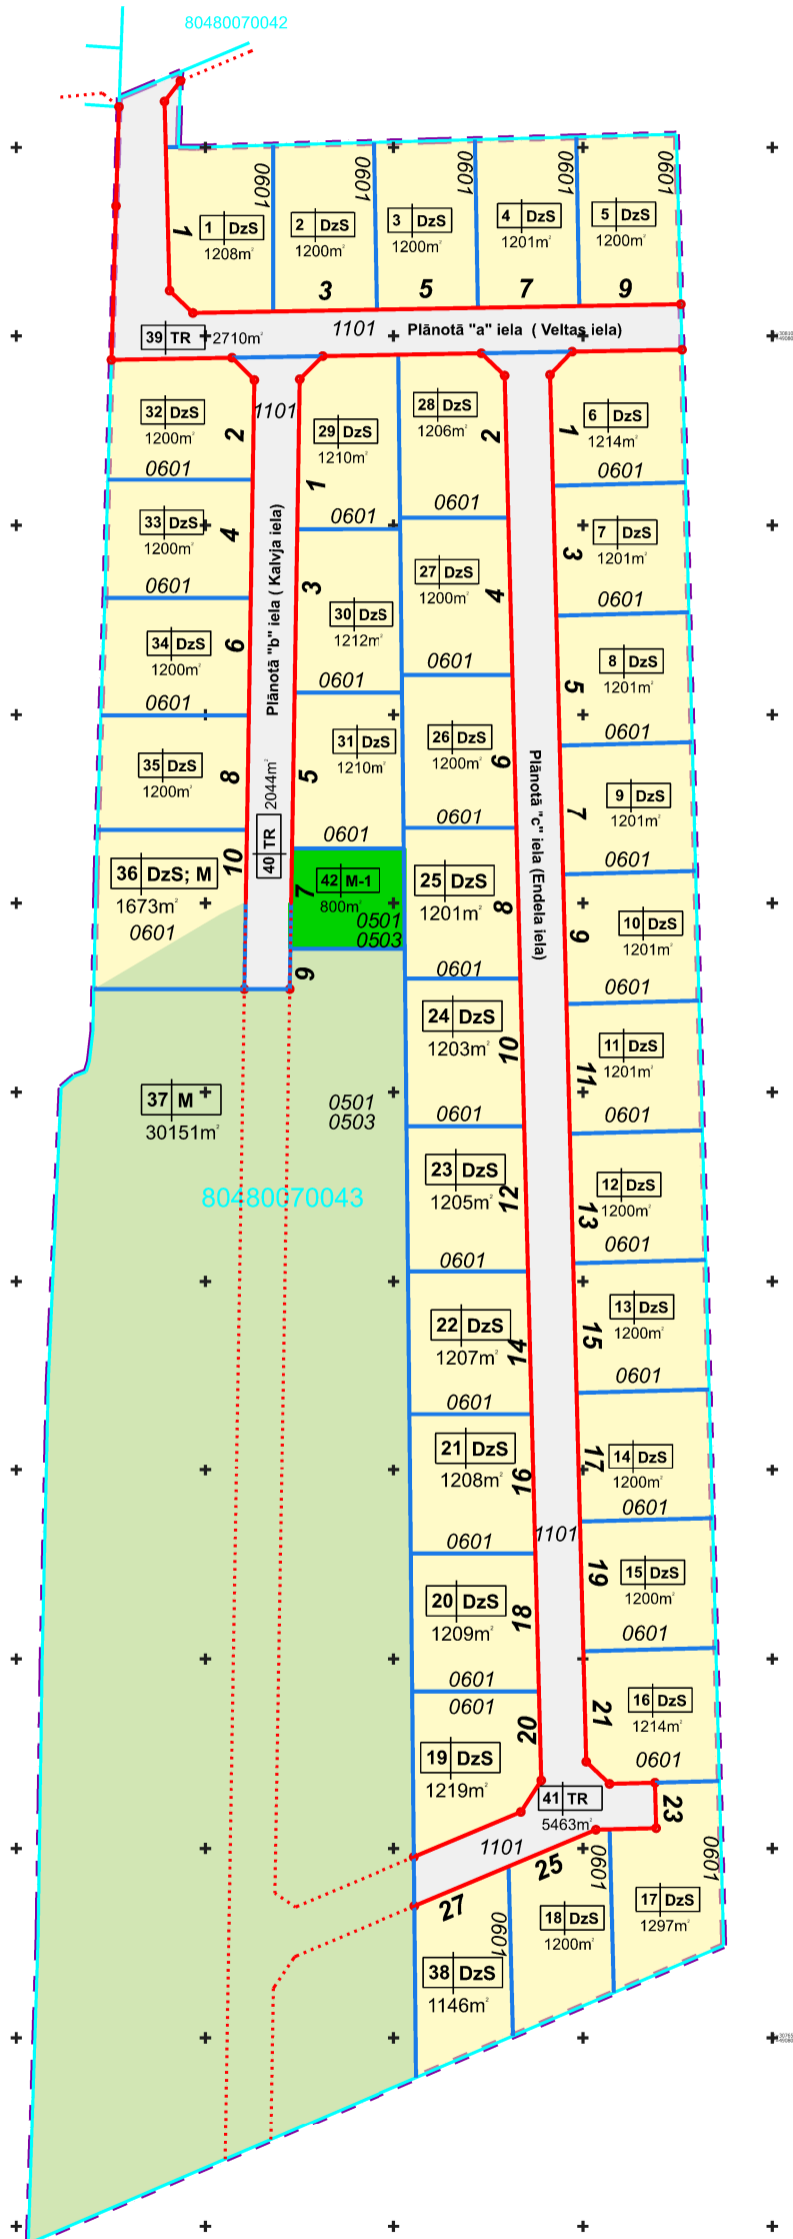 80480070042
0601
0601
0601
0601
0601
1 DzS
1208m²
2 DzS
1200m²
3 DzS
1200m²
4 DzS
1201m²
5 DzS
1200m²
1
3
5
7
9
39 TR
2710m²
1101
Plānotā "a" iela ( Veltas iela)
32 DzS
1200m²
2
0601
1101
29 DzS
1210m²
1
0601
28 DzS
1206m²
2
0601
6 DzS
1214m²
1
0601
33 DzS
1200m²
4
0601
Plānotā "b" iela ( Kalvja iela)
3
30 DzS
1212m²
0601
27 DzS
1200m²
4
0601
7 DzS
1201m²
3
0601
34 DzS
1200m²
6
0601
8 DzS
1201m²
5
0601
35 DzS
1200m²
8
40 TR
2044m²
31 DzS
1210m²
5
0601
26 DzS
1200m²
6
0601
Plānotā "c" iela (Endela iela)
9 DzS
1201m²
7
0601
36 DzS; M
1673m²
0601
10
42 M-1
800m²
7
0501
0503
9
25 DzS
1201m²
8
0601
10 DzS
1201m²
9
0601
24 DzS
1203m²
10
0601
11 DzS
1201m²
11
0601
37 M
30151m²
0501
0503
80480070043
23 DzS
1205m²
12
0601
12 DzS
1200m²
13
0601
22 DzS
1207m²
14
0601
13 DzS
1200m²
15
0601
21 DzS
1208m²
16
0601
14 DzS
1200m²
17
0601
1101
20 DzS
1209m²
18
0601
15 DzS
1200m²
19
0601
0601
19 DzS
1219m²
20
16 DzS
1214m²
21
0601
41 TR
5463m²
23
1101
25
27
0601
0601
0601
17 DzS
1297m²
18 DzS
1200m²
38 DzS
1146m²